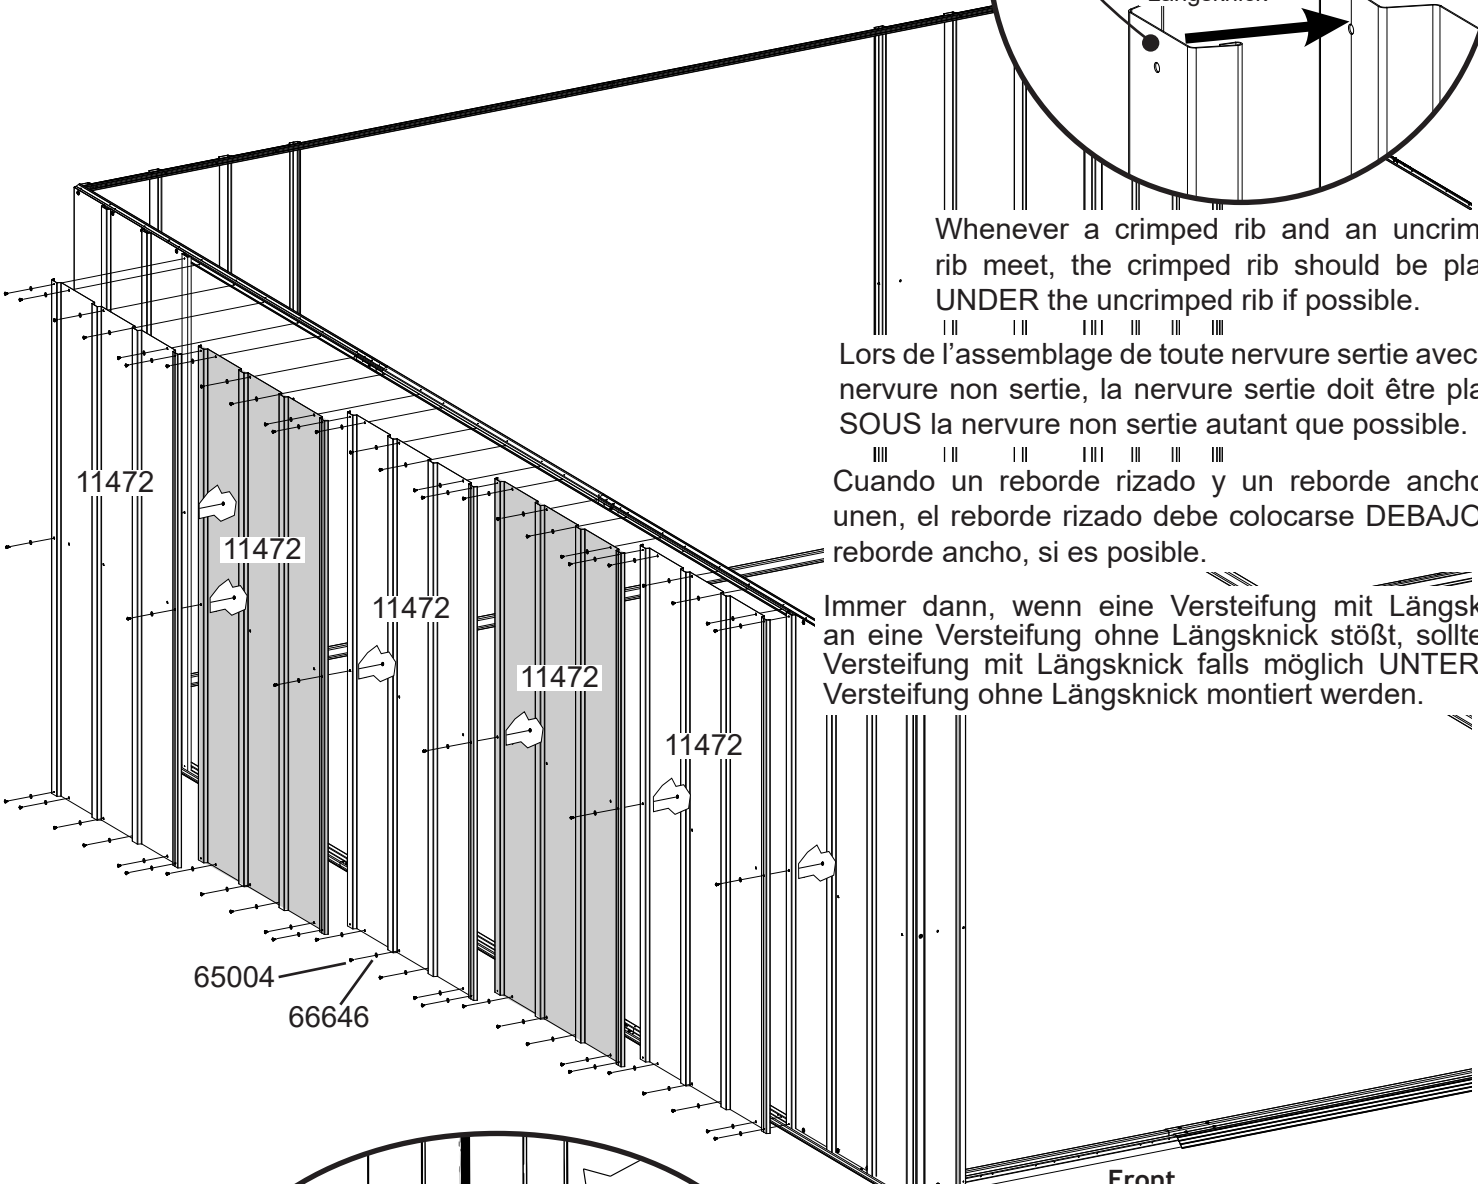 Whenever a crimped rib and an uncrim
rib meet, the crimped rib should be pla
UNDER the uncrimped rib if possible.
Lors de l’assemblage de toute nervure sertie avec
nervure non sertie, la nervure sertie doit être pla
SOUS la nervure non sertie autant que possible.
Cuando un reborde rizado y un reborde ancho
unen, el reborde rizado debe colocarse DEBAJO
reborde ancho, si es posible.
Immer dann, wenn eine Versteifung mit Längsk
an eine Versteifung ohne Längsknick stößt, sollte
Versteifung mit Längsknick falls möglich UNTER
Versteifung ohne Längsknick montiert werden.
11472
11472
11472
11472
11472
65004
66646
Front